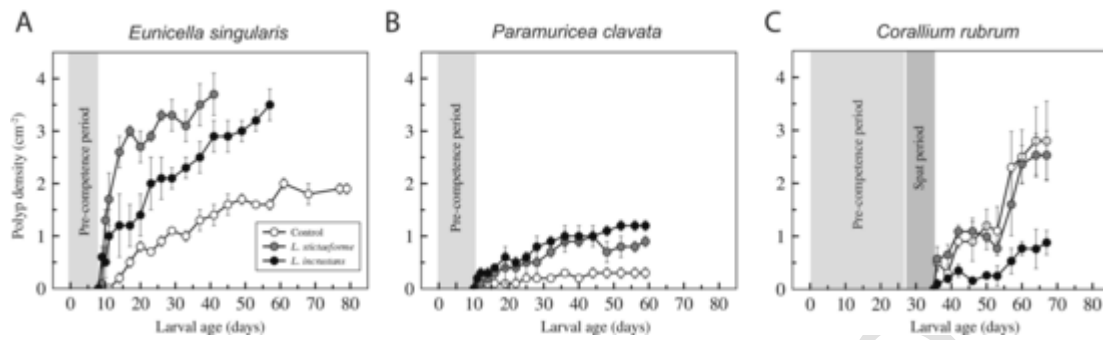 A
Eunicella singularis
B
Paramuricea clavata
C
Corallium rubrum
Polyp density (cm⁻²)
4
3
2
1
0
Pre-competence period
Control
L. stictaeforme
L. incrustans
0 10 20 30 40 50 60 70 80
Larval age (days)
4
3
2
1
0
Pre-competence period
0 10 20 30 40 50 60 70 80
Larval age (days)
4
3
2
1
0
Pre-competence period
Spat period
0 10 20 30 40 50 60 70 80
Larval age (days)